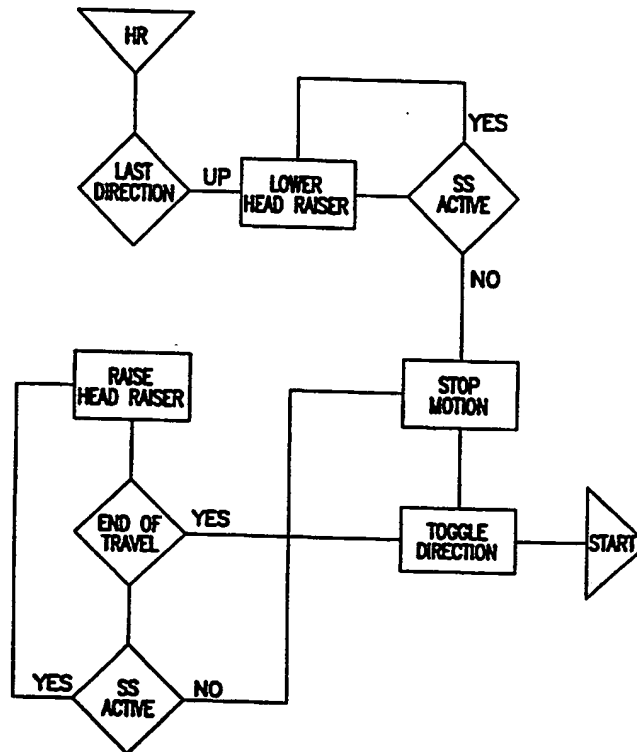 HR
LAST
DIRECTION
UP
LOWER
HEAD RAISER
YES
SS
ACTIVE
NO
RAISE
HEAD RAISER
STOP
MOTION
END OF
TRAVEL
YES
TOGGLE
DIRECTION
START
YES
SS
ACTIVE
NO